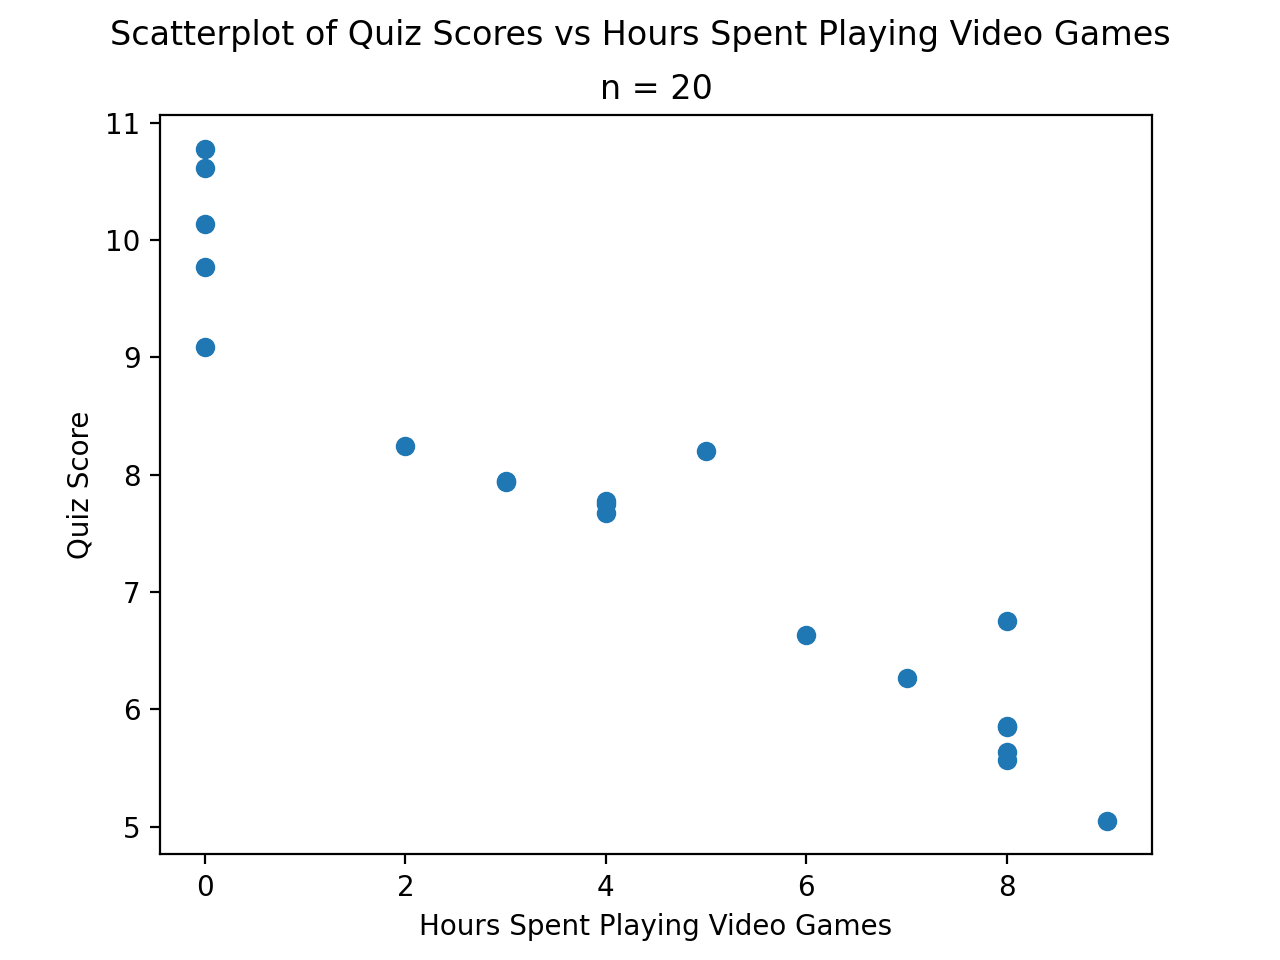 Scatterplot of Quiz Scores vs Hours Spent Playing Video Games
n = 20
11
10
9
8
7
6
5
Quiz Score
0 2 4 6 8
Hours Spent Playing Video Games